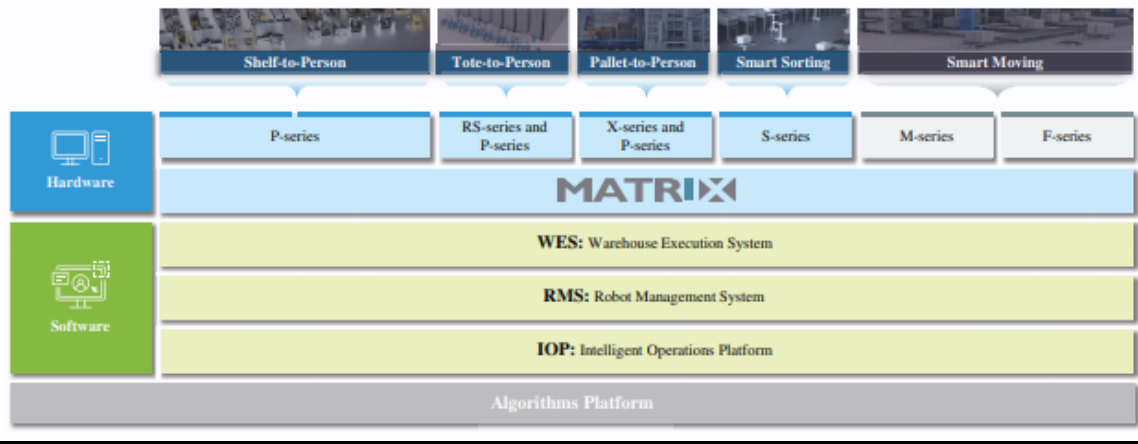 Shelf-to-Person
Tote-to-Person
Pallet-to-Person
Smart Sorting
Smart Moving
Hardware
P-series
RS-series and
P-series
X-series and
P-series
S-series
M-series
F-series
MATRIX
Software
WES: Warehouse Execution System
RMS: Robot Management System
IOP: Intelligent Operations Platform
Algorithms Platform